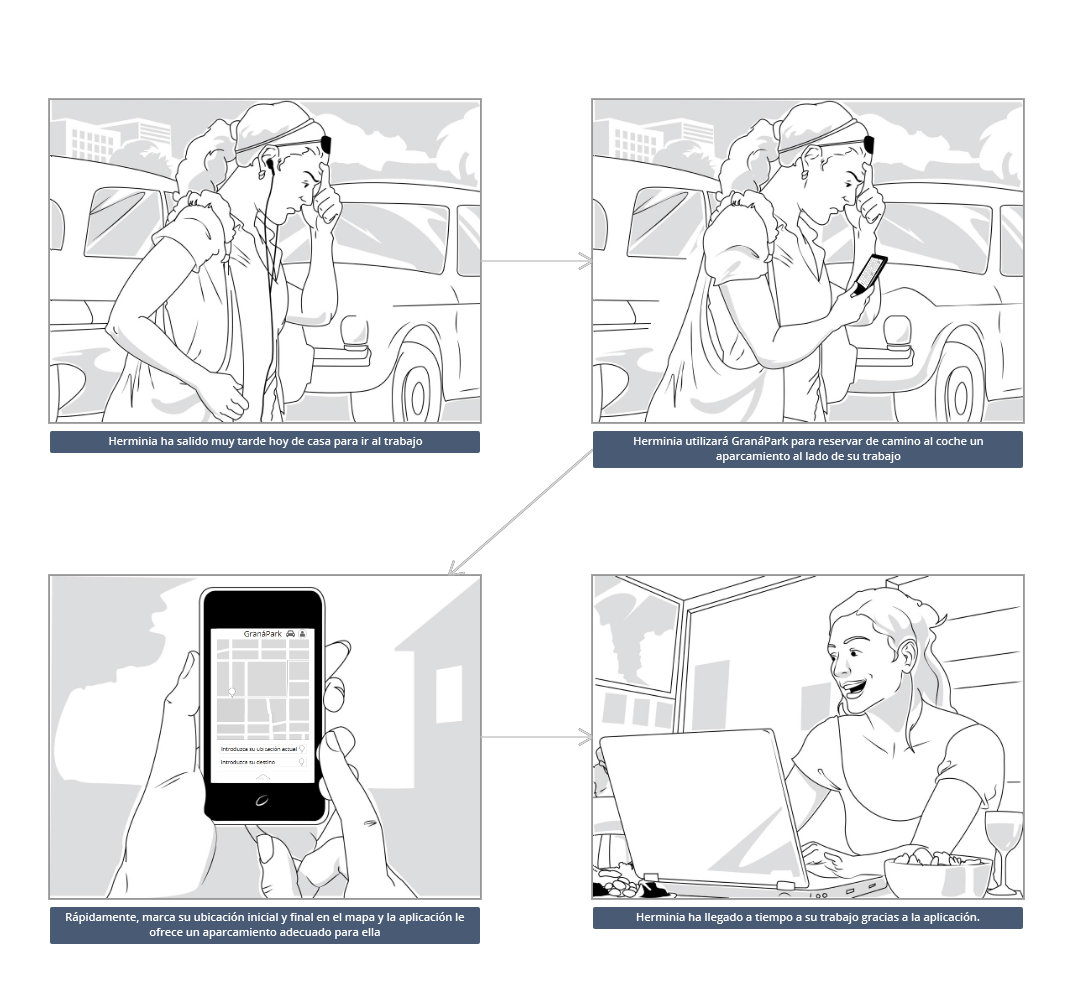 Herminia ha salido muy tarde hoy de casa para ir al trabajo
Herminia utilizará GranáPark para reservar de camino al coche un
aparcamiento al lado de su trabajo
GranáPark
Introduzca su ubicación actual
Introduzca su destino
Rápidamente, marca su ubicación inicial y final en el mapa y la aplicación le
ofrece un aparcamiento adecuado para ella
Herminia ha llegado a tiempo a su trabajo gracias a la aplicación.